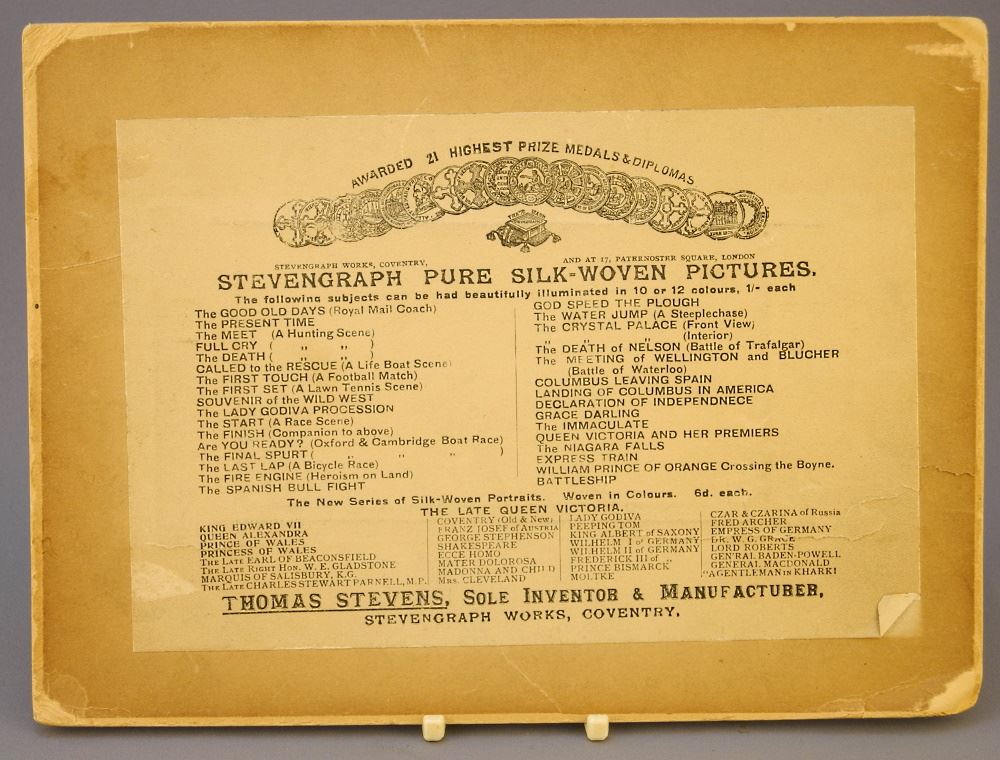 AWARDED 21 HIGHEST PRIZE MEDALS & DIPLOMAS
TRADE MARK
STEVENGRAPH WORKS, COVENTRY,
AND AT 17, PATERNOSTER SQUARE, LONDON
STEVENGRAPH PURE SILK-WOVEN PICTURES.
The following subjects can be had beautifully illuminated in 10 or 12 colours, 1/- each
The GOOD OLD DAYS (Royal Mail Coach)
The PRESENT TIME
The MEET (A Hunting Scene)
FULL CRY ( „ „ )
The DEATH ( „ „ )
CALLED to the RESCUE (A Life Boat Scene)
The FIRST TOUCH (A Football Match)
The FIRST SET (A Lawn Tennis Scene)
SOUVENIR of the WILD WEST
The LADY GODIVA PROCESSION
The START (A Race Scene)
The FINISH (Companion to above)
Are YOU READY? (Oxford & Cambridge Boat Race)
The FINAL SPURT ( „ „ „ )
The LAST LAP (A Bicycle Race)
The FIRE ENGINE (Heroism on Land)
The SPANISH BULL FIGHT
GOD SPEED THE PLOUGH
The WATER JUMP (A Steeplechase)
The CRYSTAL PALACE (Front View)
„ „ (Interior)
The DEATH of NELSON (Battle of Trafalgar)
The MEETING of WELLINGTON and BLUCHER
(Battle of Waterloo)
COLUMBUS LEAVING SPAIN
LANDING OF COLUMBUS IN AMERICA
DECLARATION OF INDEPENDNECE
GRACE DARLING
The IMMACULATE
QUEEN VICTORIA AND HER PREMIERS
The NIAGARA FALLS
EXPRESS TRAIN
WILLIAM PRINCE OF ORANGE Crossing the Boyne.
BATTLESHIP
The New Series of Silk-Woven Portraits. Woven in Colours. 6d. each.
THE LATE QUEEN VICTORIA.
KING EDWARD VII
QUEEN ALEXANDRA
PRINCE OF WALES
PRINCESS OF WALES
The Late EARL OF BEACONSFIELD
The Late Right Hon. W. E. GLADSTONE
MARQUIS OF SALISBURY, K.G.
The Late CHARLES STEWART PARNELL, M.P.
COVENTRY (Old & New)
FRANZ JOSEF of AUSTRIA
GEORGE STEPHENSON
SHAKESPEARE
ECCE HOMO
MATER DOLOROSA
MADONNA AND CHILD
Mrs. CLEVELAND
LADY GODIVA
PEEPING TOM
KING ALBERT of SAXONY
WILHELM I of GERMANY
WILHELM II of GERMANY
FREDERICK III of „
PRINCE BISMARCK
MOLTKE
CZAR & CZARINA of Russia
FRED ARCHER
EMPRESS OF GERMANY
Dr. W. G. GRACE
LORD ROBERTS
GEN'RAL BADEN-POWELL
GENERAL MACDONALD
"A GENTLEMAN in KHARKI
THOMAS STEVENS, SOLE INVENTOR & MANUFACTURER,
STEVENGRAPH WORKS, COVENTRY.